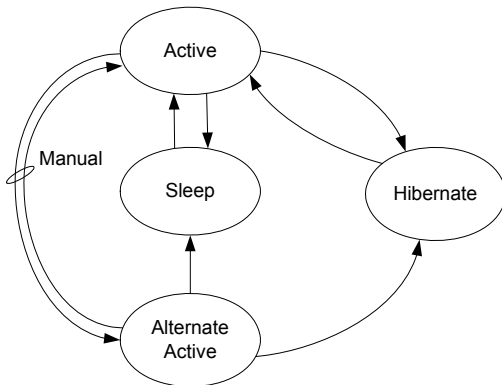 Active
Manual
Sleep
Hibernate
Alternate
Active